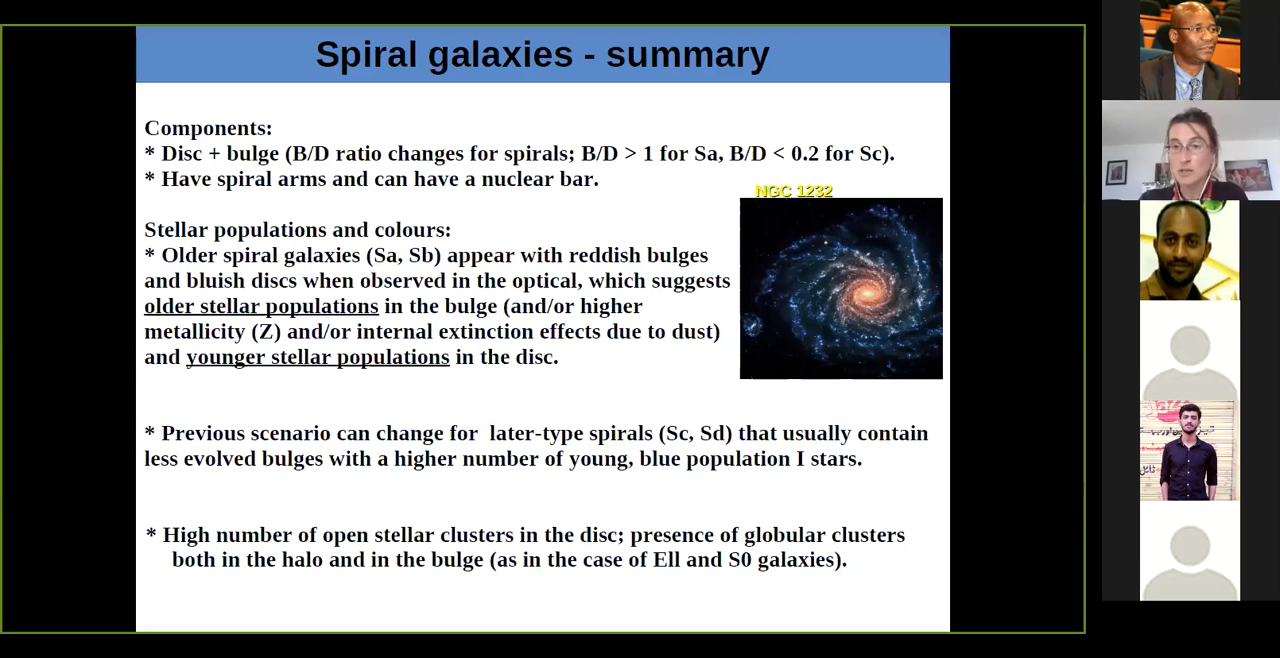 Spiral galaxies - summary
Components:
* Disc + bulge (B/D ratio changes for spirals; B/D > 1 for Sa, B/D < 0.2 for Sc).
* Have spiral arms and can have a nuclear bar.
NGC 1232
Stellar populations and colours:
* Older spiral galaxies (Sa, Sb) appear with reddish bulges
and bluish discs when observed in the optical, which suggests
older stellar populations in the bulge (and/or higher
metallicity (Z) and/or internal extinction effects due to dust)
and younger stellar populations in the disc.
* Previous scenario can change for  later-type spirals (Sc, Sd) that usually contain
less evolved bulges with a higher number of young, blue population I stars.
* High number of open stellar clusters in the disc; presence of globular clusters
both in the halo and in the bulge (as in the case of Ell and S0 galaxies).